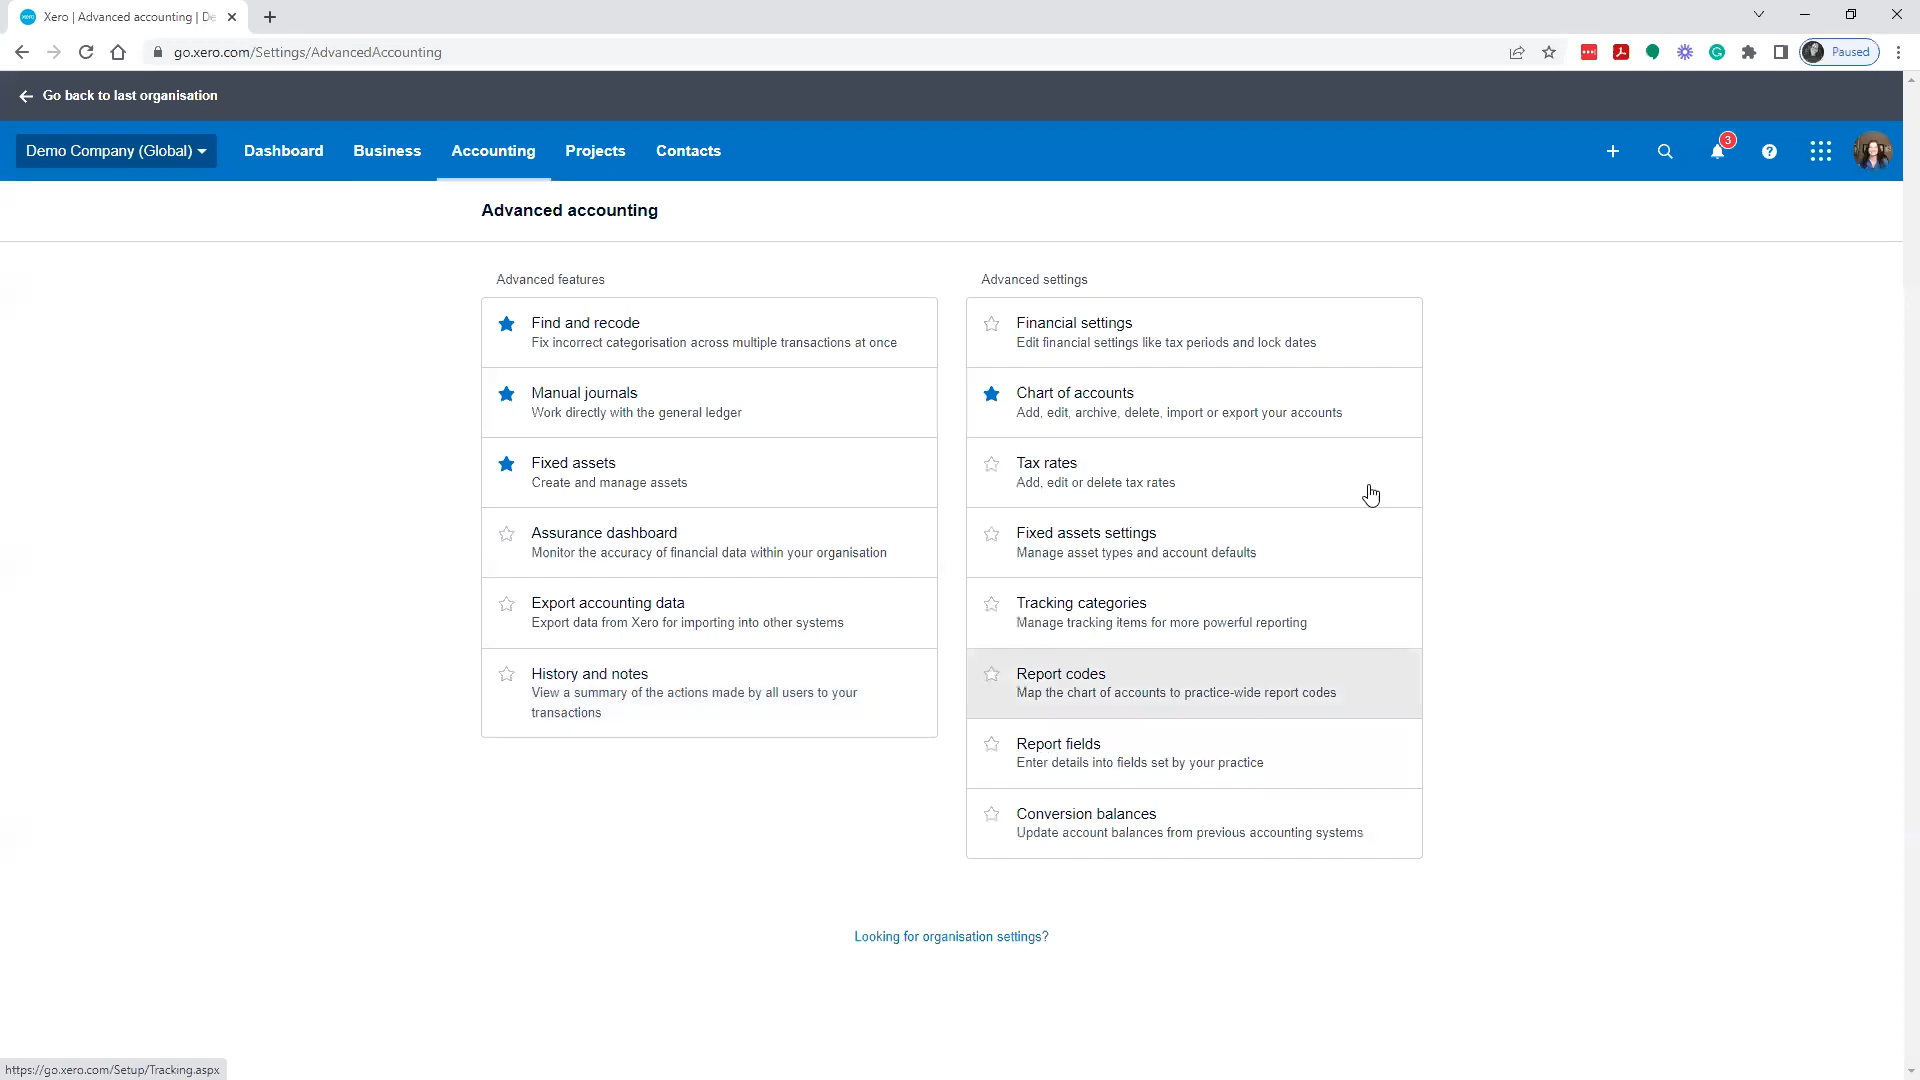 Xero | Advanced accounting | De
go.xero.com/Settings/AdvancedAccounting
Paused
Go back to last organisation
Demo Company (Global)
Dashboard
Business
Accounting
Projects
Contacts
3
Advanced accounting
Advanced features
Find and recode
Fix incorrect categorisation across multiple transactions at once
Manual journals
Work directly with the general ledger
Fixed assets
Create and manage assets
Assurance dashboard
Monitor the accuracy of financial data within your organisation
Export accounting data
Export data from Xero for importing into other systems
History and notes
View a summary of the actions made by all users to your
transactions
Advanced settings
Financial settings
Edit financial settings like tax periods and lock dates
Chart of accounts
Add, edit, archive, delete, import or export your accounts
Tax rates
Add, edit or delete tax rates
Fixed assets settings
Manage asset types and account defaults
Tracking categories
Manage tracking items for more powerful reporting
Report codes
Map the chart of accounts to practice-wide report codes
Report fields
Enter details into fields set by your practice
Conversion balances
Update account balances from previous accounting systems
Looking for organisation settings?
https://go.xero.com/Setup/Tracking.aspx